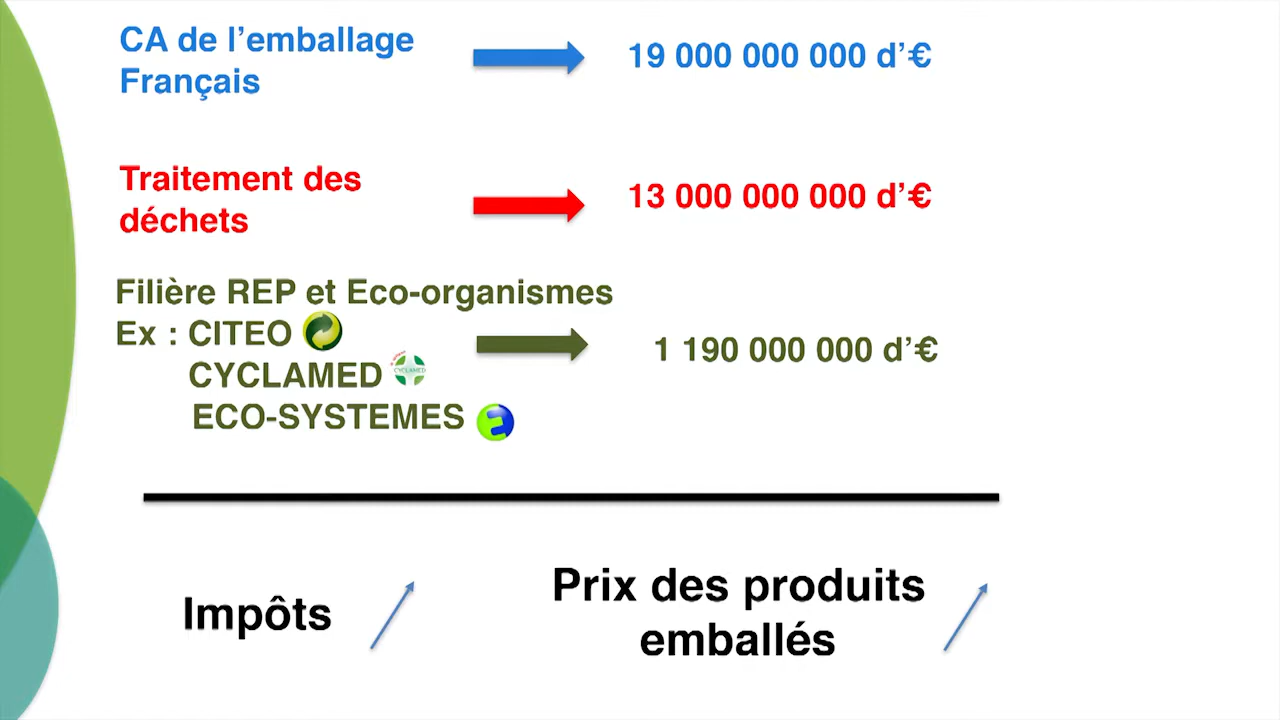 CA de l’emballage
Français
19 000 000 000 d’€
Traitement des
déchets
13 000 000 000 d’€
Filière REP et Eco-organismes
Ex : CITEO
CYCLAMED
CYCLAMED
ECO-SYSTEMES
1 190 000 000 d’€
Impôts
Prix des produits
emballés